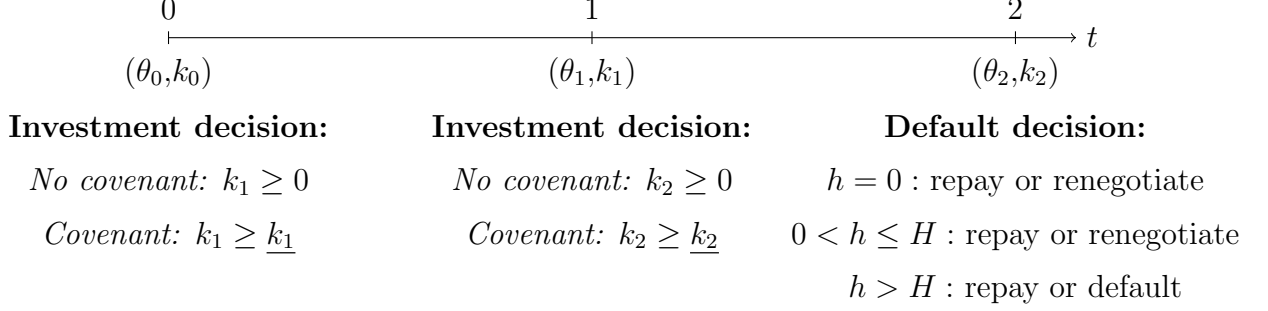 0 1 2
t
(θ₀,k₀) (θ₁,k₁) (θ₂,k₂)
Investment decision: Investment decision: Default decision:
No covenant: k₁ ≥ 0 No covenant: k₂ ≥ 0 h = 0 : repay or renegotiate
Covenant: k₁ ≥ <u>k₁</u> Covenant: k₂ ≥ <u>k₂</u> 0 < h ≤ H : repay or renegotiate
h > H : repay or default